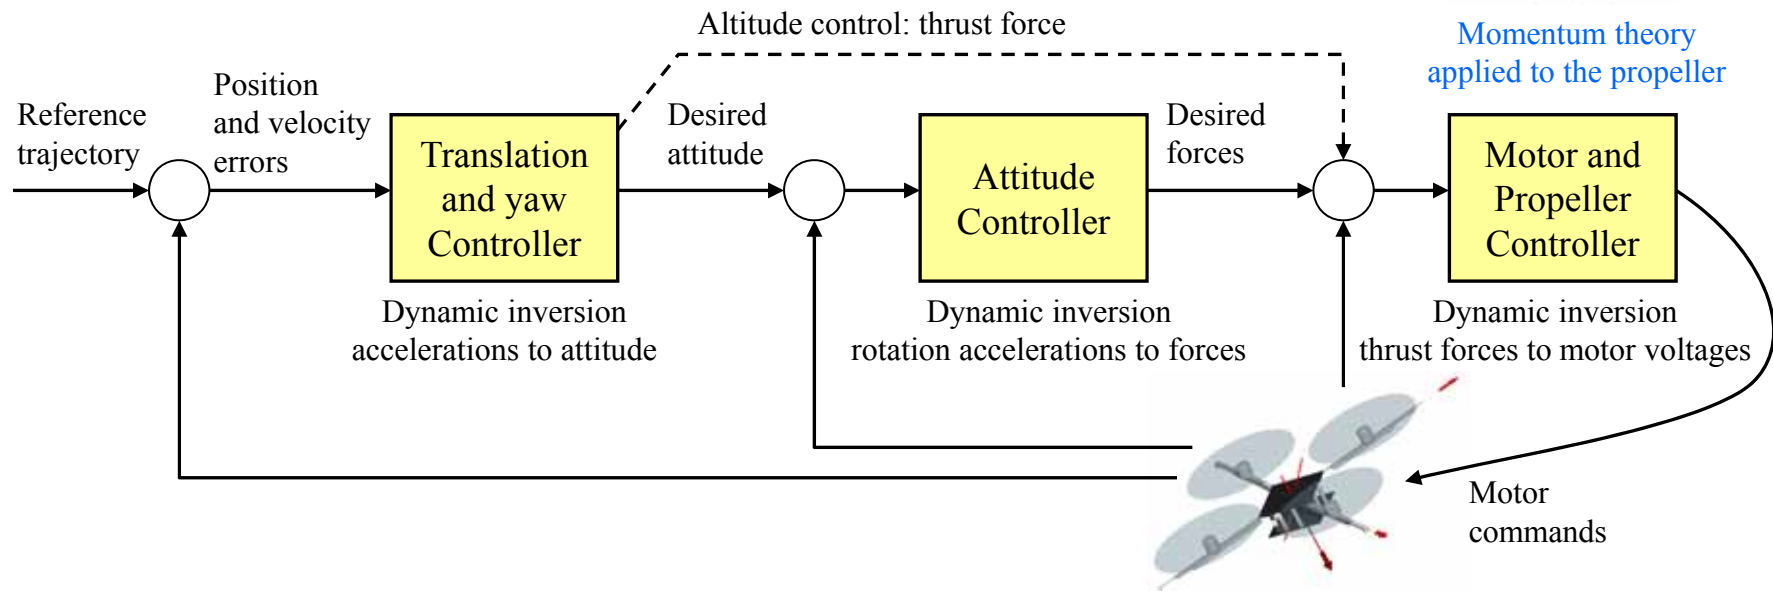 Altitude control: thrust force
Momentum theory
applied to the propeller
Reference
trajectory
Position
and velocity
errors
Translation
and yaw
Controller
Desired
attitude
Attitude
Controller
Desired
forces
Motor and
Propeller
Controller
Dynamic inversion
accelerations to attitude
Dynamic inversion
rotation accelerations to forces
Dynamic inversion
thrust forces to motor voltages
Motor
commands